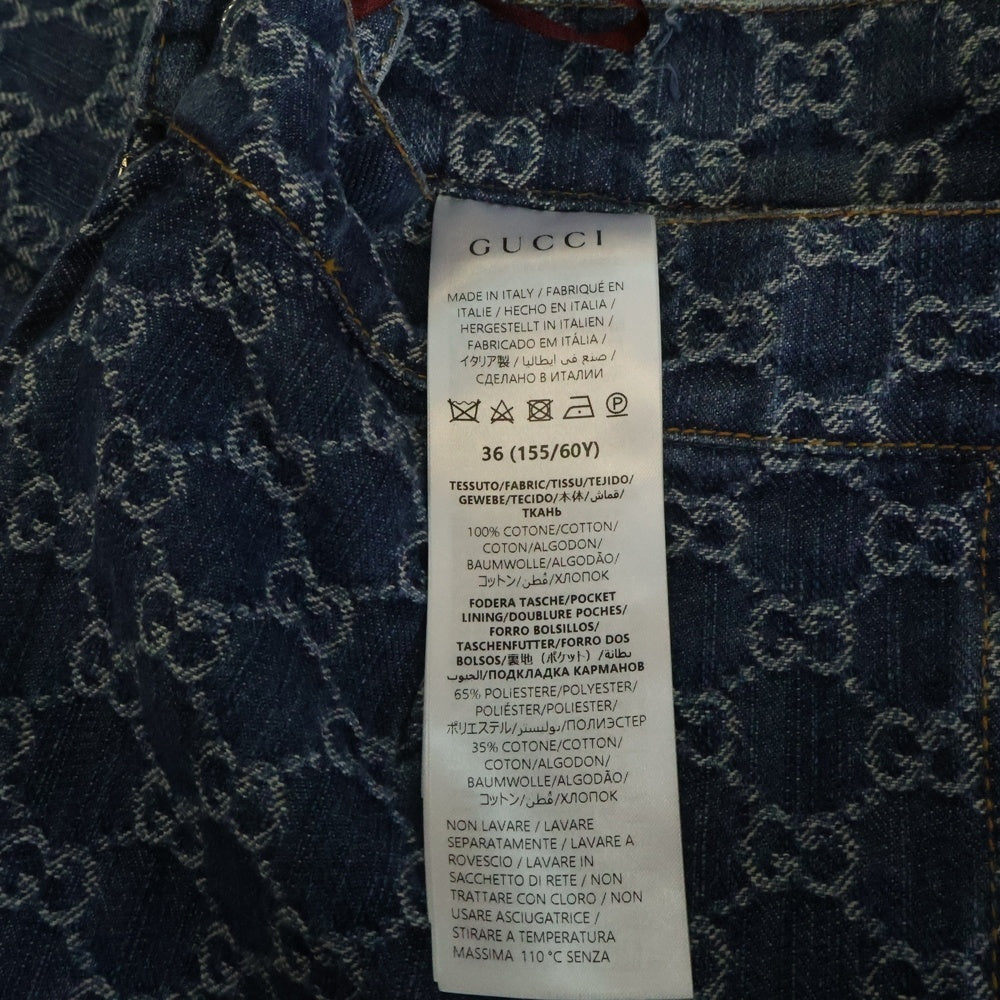 GUCCI
MADE IN ITALY / FABRIQUÉ EN
ITALIE / HECHO EN ITALIA /
HERGESTELLT IN ITALIEN /
FABRICADO EM ITÁLIA /
イタリア製 / صنع في ايطاليا /
СДЕЛАНО В ИТАЛИИ
36 (155/60Y)
TESSUTO/FABRIC/TISSU/TEJIDO/
GEWEBE/TECIDO/本体/قماش/
ТКАНЬ
100% COTONE/COTTON/
COTON/ALGODON/
BAUMWOLLE/ALGODÃO/
コットン/قُطن/ХЛОПОК
FODERA TASCHE/POCKET
LINING/DOUBLURE POCHES/
FORRO BOLSILLOS/
TASCHENFUTTER/FORRO DOS
BOLSOS/裏地 (ポケット) /بطانة
الجيوب/ПОДКЛАДКА КАРМАНОВ
65% POLIESTERE/POLYESTER/
POLIÉSTER/POLIESTER/
ポリエステル/بوليستر/ПОЛИЭСТЕР
35% COTONE/COTTON/
COTON/ALGODON/
BAUMWOLLE/ALGODÃO/
コットン/قُطن/ХЛОПОК
NON LAVARE / LAVARE
SEPARATAMENTE / LAVARE A
ROVESCIO / LAVARE IN
SACCHETTO DI RETE / NON
TRATTARE CON CLORO / NON
USARE ASCIUGATRICE /
STIRARE A TEMPERATURA
MASSIMA 110 °C SENZA